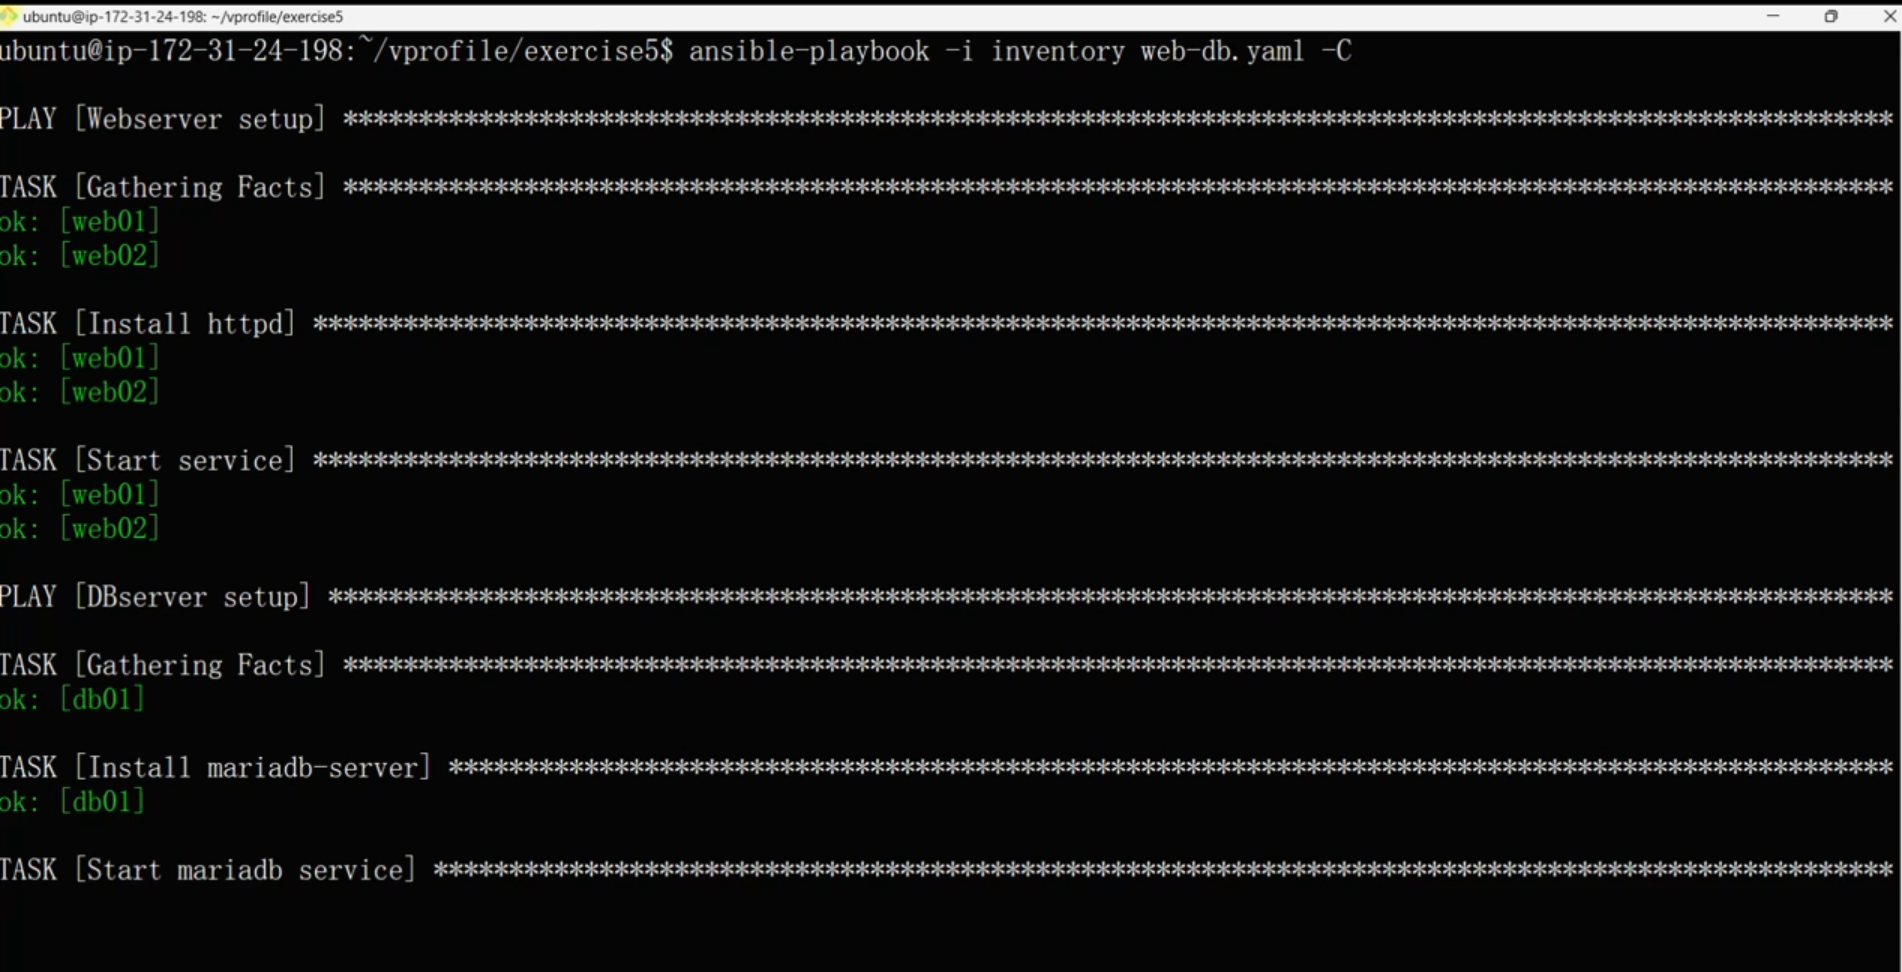 ubuntu@ip-172-31-24-198: ~/vprofile/exercise5
ubuntu@ip-172-31-24-198:~/vprofile/exercise5$ ansible-playbook -i inventory web-db.yaml -C
PLAY [Webserver setup] *******************************************************************************************************
TASK [Gathering Facts] *******************************************************************************************************
ok: [web01]
ok: [web02]
TASK [Install httpd] *********************************************************************************************************
ok: [web01]
ok: [web02]
TASK [Start service] *********************************************************************************************************
ok: [web01]
ok: [web02]
PLAY [DBserver setup] ********************************************************************************************************
TASK [Gathering Facts] *******************************************************************************************************
ok: [db01]
TASK [Install mariadb-server] ************************************************************************************************
ok: [db01]
TASK [Start mariadb service] *************************************************************************************************